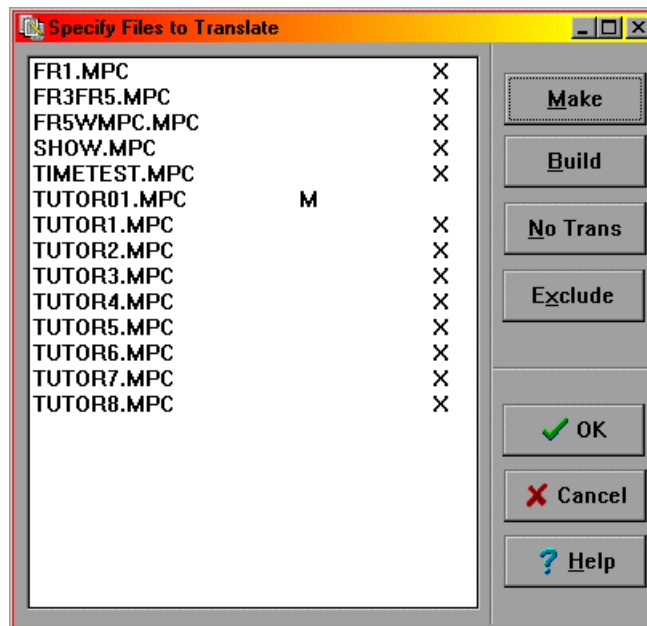 Specify Files to Translate
FR1.MPC X
FR3FR5.MPC X
FR5WMPC.MPC X
SHOW.MPC X
TIMETEST.MPC X
TUTOR01.MPC M
TUTOR1.MPC X
TUTOR2.MPC X
TUTOR3.MPC X
TUTOR4.MPC X
TUTOR5.MPC X
TUTOR6.MPC X
TUTOR7.MPC X
TUTOR8.MPC X
Make
Build
No Trans
Exclude
OK
Cancel
? Help